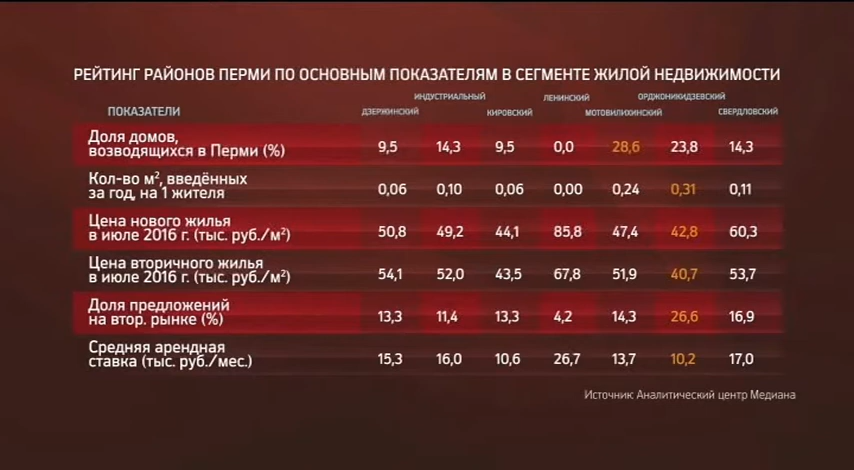 РЕЙТИНГ РАЙОНОВ ПЕРМИ ПО ОСНОВНЫМ ПОКАЗАТЕЛЯМ В СЕГМЕНТЕ ЖИЛОЙ НЕДВИЖИМОСТИ
ИНДУСТРИАЛЬНЫЙ ЛЕНИНСКИЙ ОРДЖОНИКИДЗЕВСКИЙ
ПОКАЗАТЕЛИ ДЗЕРЖИНСКИЙ КИРОВСКИЙ МОТОВИЛИХИНСКИЙ СВЕРДЛОВСКИЙ
Доля домов,
возводящихся в Перми (%) 9,5 14,3 9,5 0,0 28,6 23,8 14,3
Кол-во м², введённых
за год, на 1 жителя 0,06 0,10 0,06 0,00 0,24 0,31 0,11
Цена нового жилья
в июле 2016 г. (тыс. руб./м²) 50,8 49,2 44,1 85,8 47,4 42,8 60,3
Цена вторичного жилья
в июле 2016 г. (тыс. руб./м²) 54,1 52,0 43,5 67,8 51,9 40,7 53,7
Доля предложений
на втор. рынке (%) 13,3 11,4 13,3 4,2 14,3 26,6 16,9
Средняя арендная
ставка (тыс. руб./мес.) 15,3 16,0 10,6 26,7 13,7 10,2 17,0
Источник: Аналитический центр Медиана